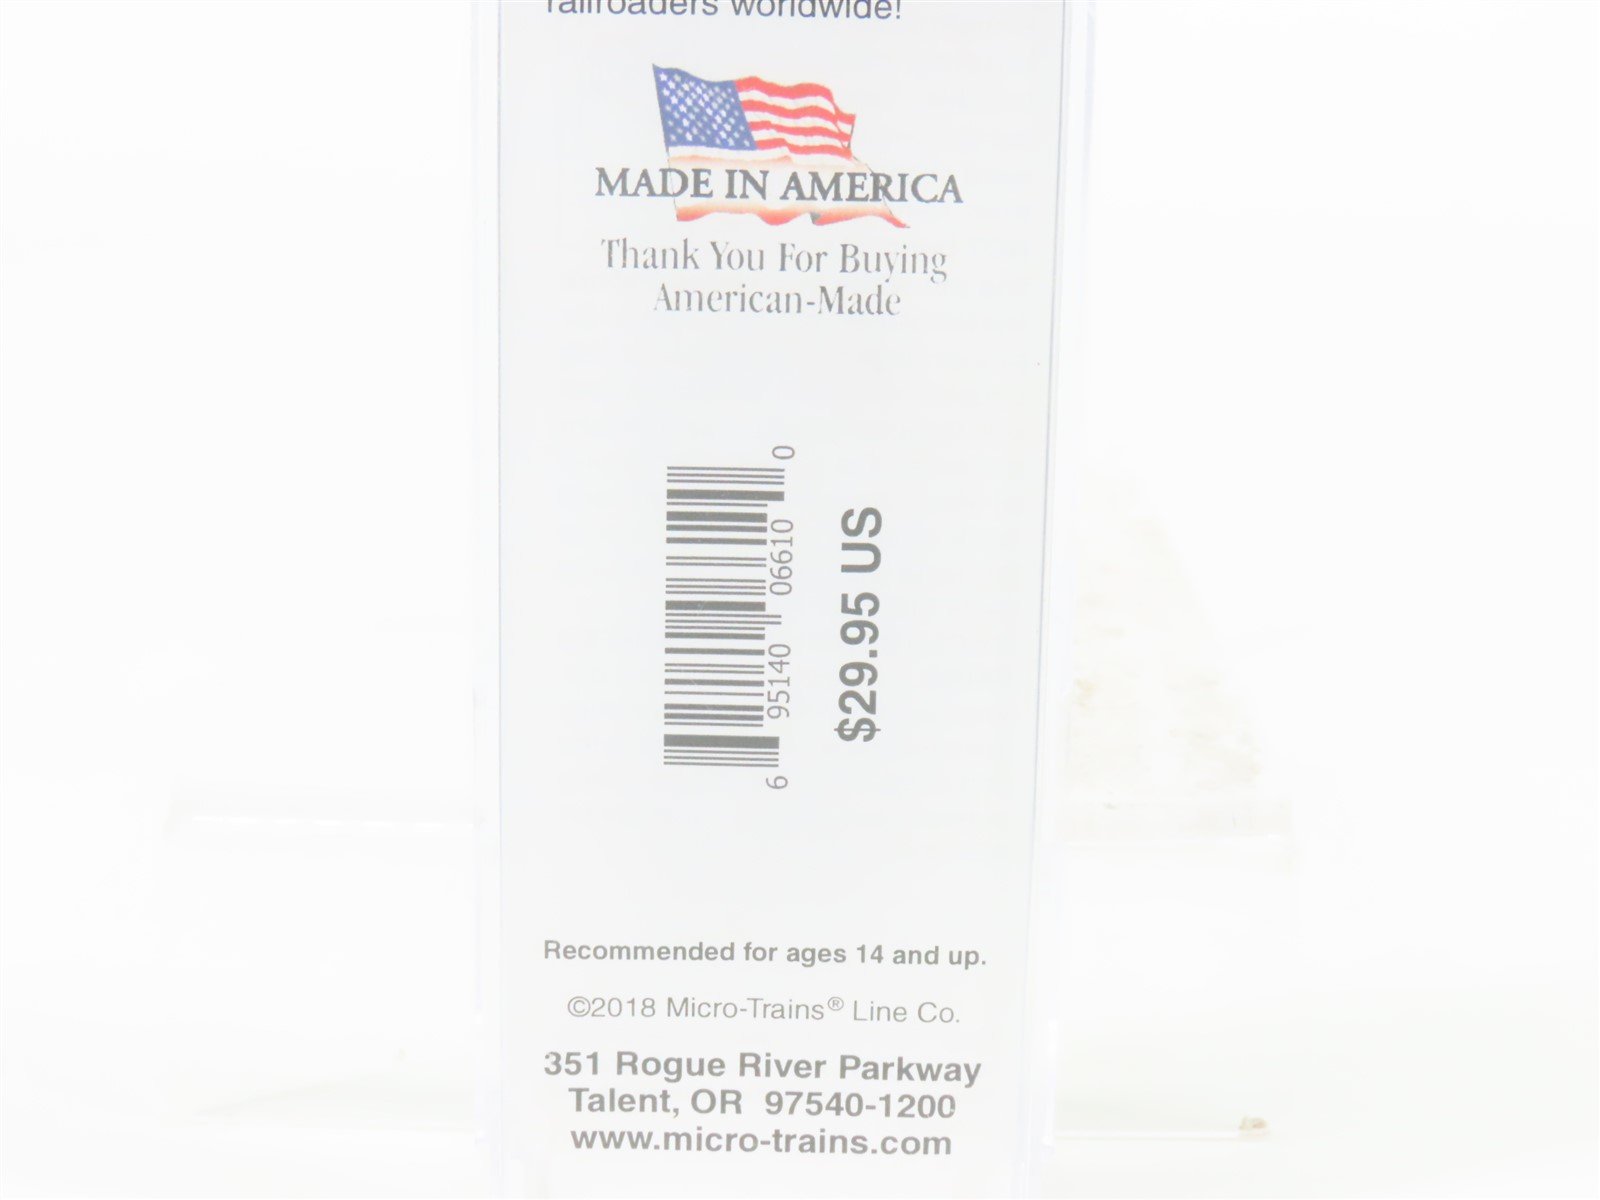 railroaders worldwide!
MADE IN AMERICA
Thank You For Buying
American-Made
6 95140 06610 0
$29.95 US
Recommended for ages 14 and up.
©2018 Micro-Trains® Line Co.
351 Rogue River Parkway
Talent, OR 97540-1200
www.micro-trains.com